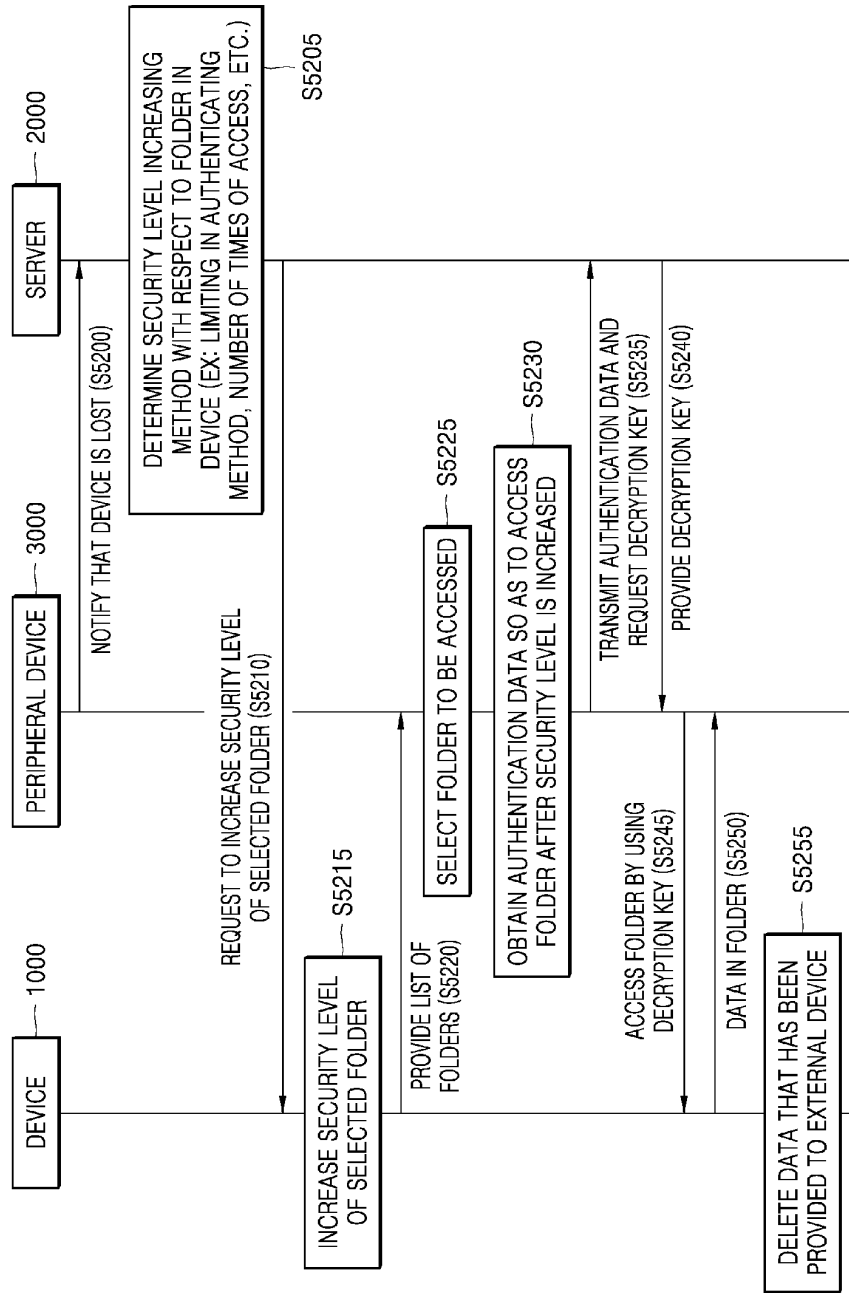 DEVICE
1000
PERIPHERAL DEVICE
3000
SERVER
2000
NOTIFY THAT DEVICE IS LOST (S5200)
DETERMINE SECURITY LEVEL INCREASING
METHOD WITH RESPECT TO FOLDER IN
DEVICE (EX: LIMITING IN AUTHENTICATING
METHOD, NUMBER OF TIMES OF ACCESS, ETC.)
S5205
REQUEST TO INCREASE SECURITY LEVEL
OF SELECTED FOLDER (S5210)
INCREASE SECURITY LEVEL
OF SELECTED FOLDER
S5215
PROVIDE LIST OF
FOLDERS (S5220)
SELECT FOLDER TO BE ACCESSED
S5225
OBTAIN AUTHENTICATION DATA SO AS TO ACCESS
FOLDER AFTER SECURITY LEVEL IS INCREASED
S5230
TRANSMIT AUTHENTICATION DATA AND
REQUEST DECRYPTION KEY (S5235)
PROVIDE DECRYPTION KEY (S5240)
ACCESS FOLDER BY USING
DECRYPTION KEY (S5245)
DATA IN FOLDER (S5250)
DELETE DATA THAT HAS BEEN
PROVIDED TO EXTERNAL DEVICE
S5255